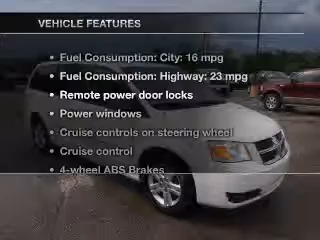 VEHICLE FEATURES
• Fuel Consumption: City: 16 mpg
• Fuel Consumption: Highway: 23 mpg
• Remote power door locks
• Power windows
• Cruise controls on steering wheel
• Cruise control
• 4-wheel ABS Brakes